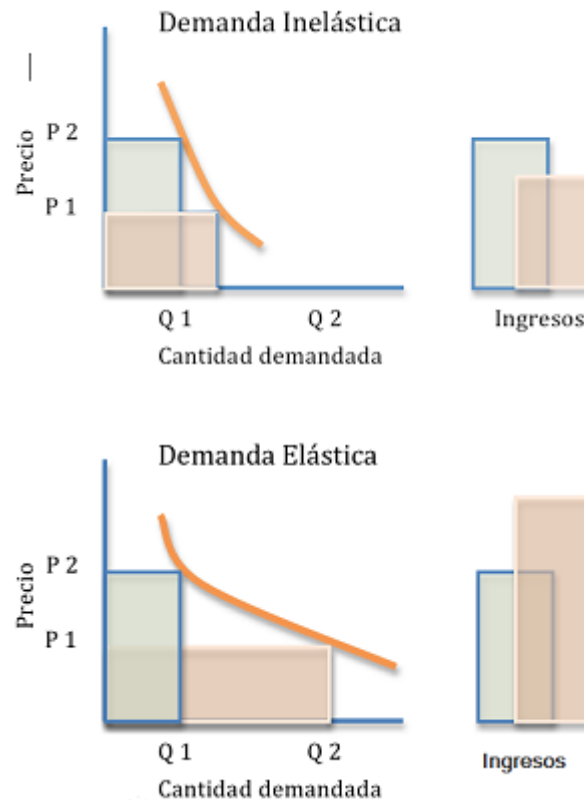 Demanda Inelástica
Precio
P 2
P 1
Q 1 Q 2
Cantidad demandada
Ingresos
Demanda Elástica
Precio
P 2
P 1
Q 1 Q 2
Cantidad demandada
Ingresos